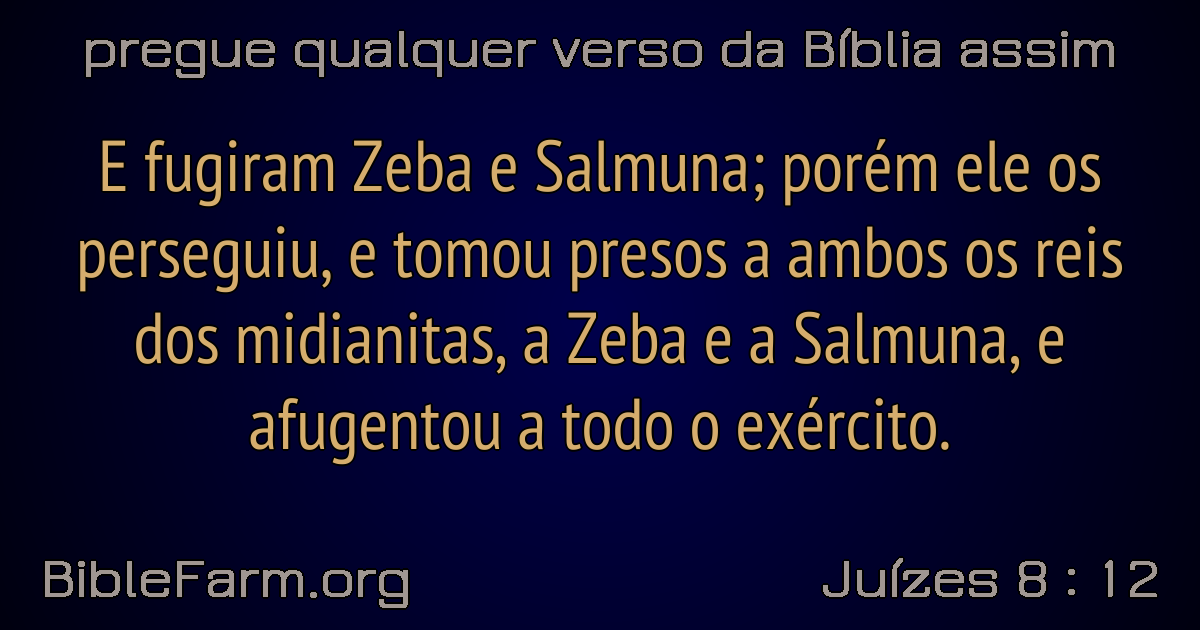 pregue qualquer verso da Bíblia assim
E fugiram Zeba e Salmuna; porém ele os
perseguiu, e tomou presos a ambos os reis
dos midianitas, a Zeba e a Salmuna, e
afugentou a todo o exército.
BibleFarm.org
Juízes 8 : 12